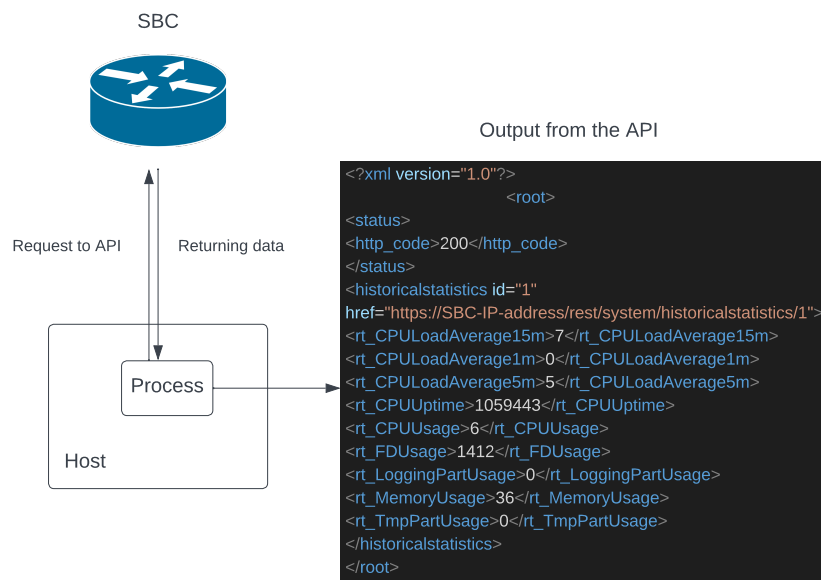 SBC
Output from the API
Request to API
Returning data
Process
Host
<?xml version="1.0"?>
<root>
<status>
<http_code>200</http_code>
</status>
<historicalstatistics id="1"
href="https://SBC-IP-address/rest/system/historicalstatistics/1">
<rt_CPULoadAverage15m>7</rt_CPULoadAverage15m>
<rt_CPULoadAverage1m>0</rt_CPULoadAverage1m>
<rt_CPULoadAverage5m>5</rt_CPULoadAverage5m>
<rt_CPUUptime>1059443</rt_CPUUptime>
<rt_CPUUsage>6</rt_CPUUsage>
<rt_FDUsage>1412</rt_FDUsage>
<rt_LoggingPartUsage>0</rt_LoggingPartUsage>
<rt_MemoryUsage>36</rt_MemoryUsage>
<rt_TmpPartUsage>0</rt_TmpPartUsage>
</historicalstatistics>
</root>